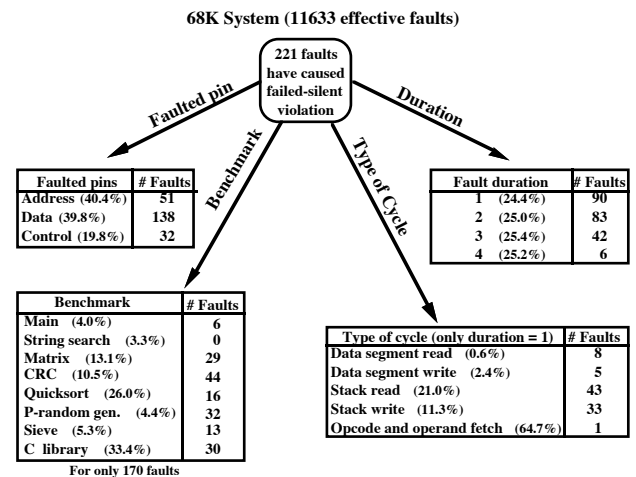 68K System (11633 effective faults)
221 faults
have caused
failed-silent
violation
Faulted pin
Benchmark
Type of Cycle
Duration
Faulted pins # Faults
Address (40.4%) 51
Data (39.8%) 138
Control (19.8%) 32
Fault duration # Faults
1 (24.4%) 90
2 (25.0%) 83
3 (25.4%) 42
4 (25.2%) 6
Benchmark # Faults
Main (4.0%) 6
String search (3.3%) 0
Matrix (13.1%) 29
CRC (10.5%) 44
Quicksort (26.0%) 16
P-random gen. (4.4%) 32
Sieve (5.3%) 13
C library (33.4%) 30
For only 170 faults
Type of cycle (only duration = 1) # Faults
Data segment read (0.6%) 8
Data segment write (2.4%) 5
Stack read (21.0%) 43
Stack write (11.3%) 33
Opcode and operand fetch (64.7%) 1